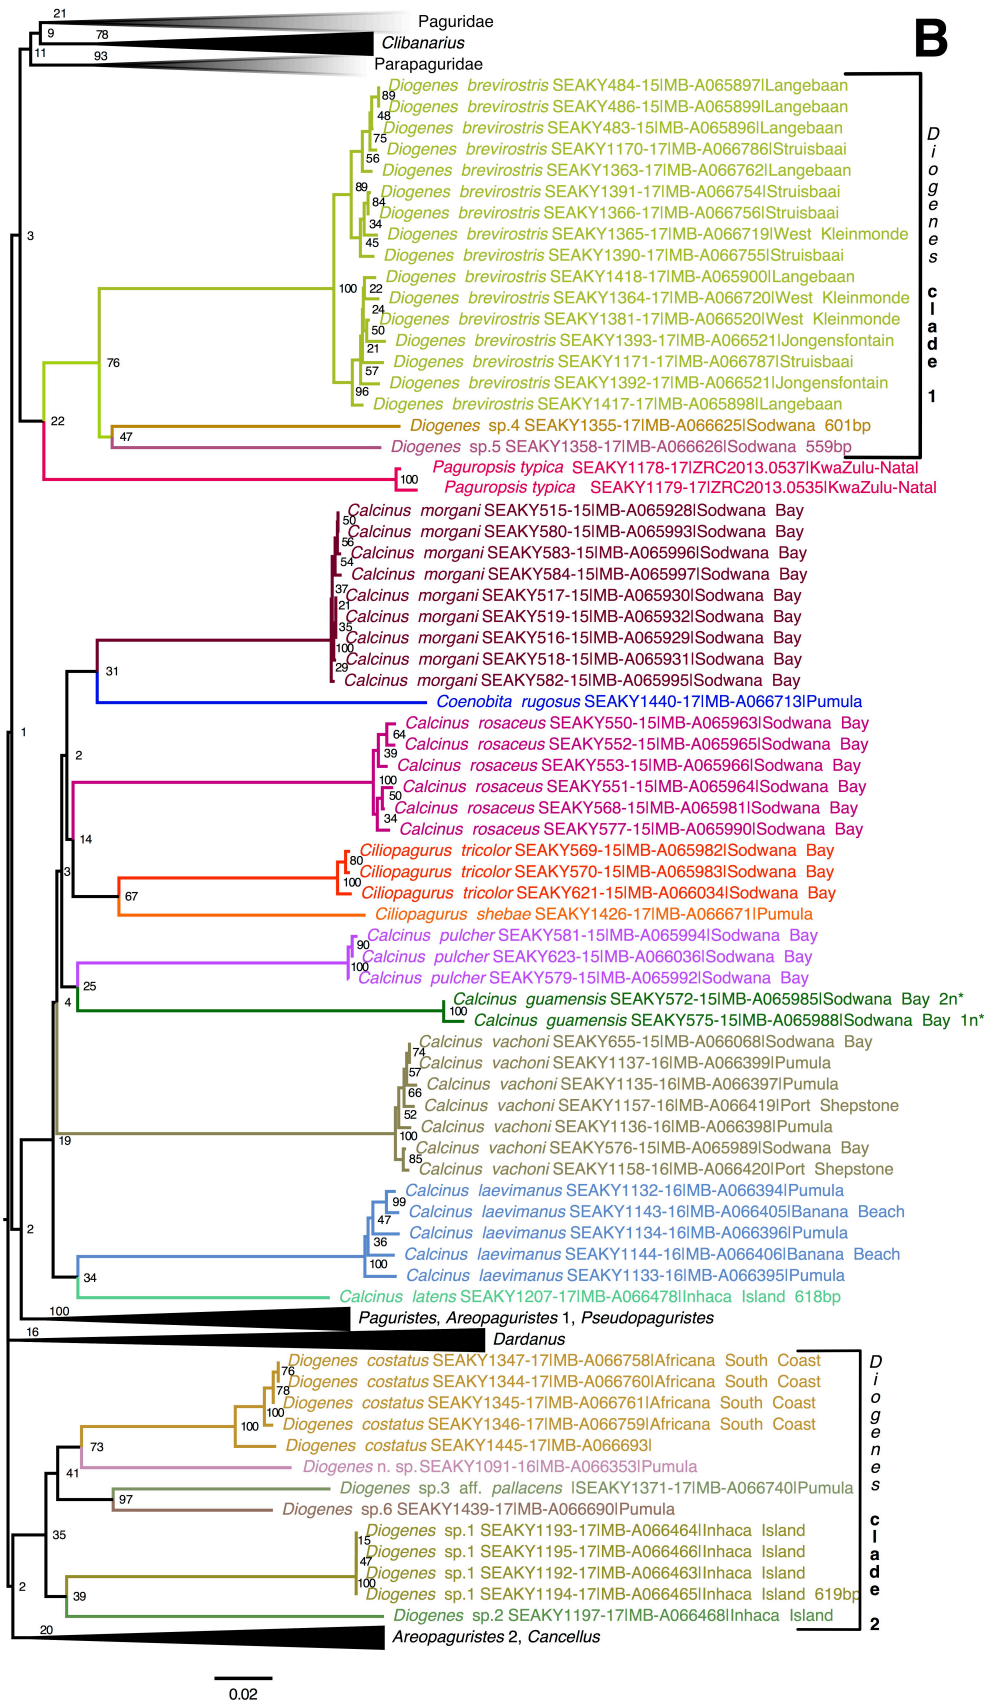 B
21
Paguridae
9
78
Clibanarius
11
93
Parapaguridae
Diogenes brevirostris SEAKY484-15|MB-A065897|Langebaan
89
Diogenes brevirostris SEAKY486-15|MB-A065899|Langebaan
48
Diogenes brevirostris SEAKY483-15|MB-A065896|Langebaan
75
Diogenes brevirostris SEAKY1170-17|MB-A066786|Struisbaai
56
Diogenes brevirostris SEAKY1363-17|MB-A066762|Langebaan
89
Diogenes brevirostris SEAKY1391-17|MB-A066754|Struisbaai
84
Diogenes brevirostris SEAKY1366-17|MB-A066756|Struisbaai
34
Diogenes brevirostris SEAKY1365-17|MB-A066719|West Kleinmonde
45
3
Diogenes brevirostris SEAKY1390-17|MB-A066755|Struisbaai
Diogenes brevirostris SEAKY1418-17|MB-A065900|Langebaan
100
22
Diogenes brevirostris SEAKY1364-17|MB-A066720|West Kleinmonde
24
Diogenes brevirostris SEAKY1381-17|MB-A066520|West Kleinmonde
50
Diogenes brevirostris SEAKY1393-17|MB-A066521|Jongensfontain
21
Diogenes brevirostris SEAKY1171-17|MB-A066787|Struisbaai
76
57
Diogenes brevirostris SEAKY1392-17|MB-A066521|Jongensfontain
96
Diogenes brevirostris SEAKY1417-17|MB-A065898|Langebaan
Diogenes clade 1
22
Diogenes sp.4 SEAKY1355-17|MB-A066625|Sodwana 601bp
47
Diogenes sp.5 SEAKY1358-17|MB-A066626|Sodwana 559bp
Paguropsis typica SEAKY1178-17|ZRC2013.0537|KwaZulu-Natal
100
Paguropsis typica SEAKY1179-17|ZRC2013.0535|KwaZulu-Natal
Calcinus morgani SEAKY515-15|MB-A065928|Sodwana Bay
50
Calcinus morgani SEAKY580-15|MB-A065993|Sodwana Bay
56
Calcinus morgani SEAKY583-15|MB-A065996|Sodwana Bay
54
Calcinus morgani SEAKY584-15|MB-A065997|Sodwana Bay
37
Calcinus morgani SEAKY517-15|MB-A065930|Sodwana Bay
21
Calcinus morgani SEAKY519-15|MB-A065932|Sodwana Bay
35
Calcinus morgani SEAKY516-15|MB-A065929|Sodwana Bay
100
Calcinus morgani SEAKY518-15|MB-A065931|Sodwana Bay
29
31
Calcinus morgani SEAKY582-15|MB-A065995|Sodwana Bay
Coenobita rugosus SEAKY1440-17|MB-A066713|Pumula
Calcinus rosaceus SEAKY550-15|MB-A065963|Sodwana Bay
1
64
Calcinus rosaceus SEAKY552-15|MB-A065965|Sodwana Bay
2
39
Calcinus rosaceus SEAKY553-15|MB-A065966|Sodwana Bay
100
Calcinus rosaceus SEAKY551-15|MB-A065964|Sodwana Bay
50
Calcinus rosaceus SEAKY568-15|MB-A065981|Sodwana Bay
34
Calcinus rosaceus SEAKY577-15|MB-A065990|Sodwana Bay
14
Ciliopagurus tricolor SEAKY569-15|MB-A065982|Sodwana Bay
80
3
Ciliopagurus tricolor SEAKY570-15|MB-A065983|Sodwana Bay
100
Ciliopagurus tricolor SEAKY621-15|MB-A066034|Sodwana Bay
67
Ciliopagurus shebae SEAKY1426-17|MB-A066671|Pumula
Calcinus pulcher SEAKY581-15|MB-A065994|Sodwana Bay
90
Calcinus pulcher SEAKY623-15|MB-A066036|Sodwana Bay
100
Calcinus pulcher SEAKY579-15|MB-A065992|Sodwana Bay
25
4
Calcinus guamensis SEAKY572-15|MB-A065985|Sodwana Bay 2n*
100
Calcinus guamensis SEAKY575-15|MB-A065988|Sodwana Bay 1n*
Calcinus vachoni SEAKY655-15|MB-A066068|Sodwana Bay
74
Calcinus vachoni SEAKY1137-16|MB-A066399|Pumula
57
Calcinus vachoni SEAKY1135-16|MB-A066397|Pumula
66
Calcinus vachoni SEAKY1157-16|MB-A066419|Port Shepstone
52
Calcinus vachoni SEAKY1136-16|MB-A066398|Pumula
100
19
Calcinus vachoni SEAKY576-15|MB-A065989|Sodwana Bay
85
Calcinus vachoni SEAKY1158-16|MB-A066420|Port Shepstone
Calcinus laevimanus SEAKY1132-16|MB-A066394|Pumula
99
Calcinus laevimanus SEAKY1143-16|MB-A066405|Banana Beach
47
2
Calcinus laevimanus SEAKY1134-16|MB-A066396|Pumula
36
Calcinus laevimanus SEAKY1144-16|MB-A066406|Banana Beach
100
34
Calcinus laevimanus SEAKY1133-16|MB-A066395|Pumula
Calcinus latens SEAKY1207-17|MB-A066478|Inhaca Island 618bp
100
Paguristes, Areopaguristes 1, Pseudopaguristes
16
Dardanus
Diogenes costatus SEAKY1347-17|MB-A066758|Africana South Coast
76
Diogenes costatus SEAKY1344-17|MB-A066760|Africana South Coast
78
Diogenes costatus SEAKY1345-17|MB-A066761|Africana South Coast
100
Diogenes costatus SEAKY1346-17|MB-A066759|Africana South Coast
100
73
Diogenes costatus SEAKY1445-17|MB-A066693|
Diogenes n. sp. SEAKY1091-16|MB-A066353|Pumula
41
Diogenes sp.3 aff. pallacens |SEAKY1371-17|MB-A066740|Pumula
97
Diogenes sp.6 SEAKY1439-17|MB-A066690|Pumula
35
Diogenes sp.1 SEAKY1193-17|MB-A066464|Inhaca Island
15
Diogenes sp.1 SEAKY1195-17|MB-A066466|Inhaca Island
47
Diogenes sp.1 SEAKY1192-17|MB-A066463|Inhaca Island
100
2
39
Diogenes sp.1 SEAKY1194-17|MB-A066465|Inhaca Island 619bp
Diogenes sp.2 SEAKY1197-17|MB-A066468|Inhaca Island
Diogenes clade 2
20
Areopaguristes 2, Cancellus
0.02